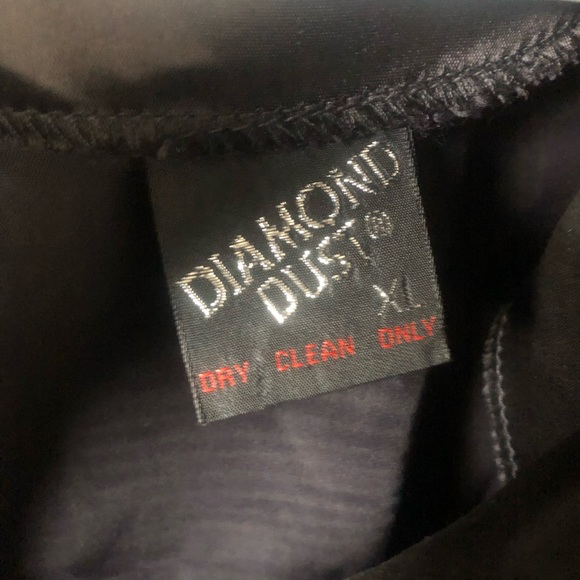 DIAMOND
DUST®
XL
DRY CLEAN ONLY